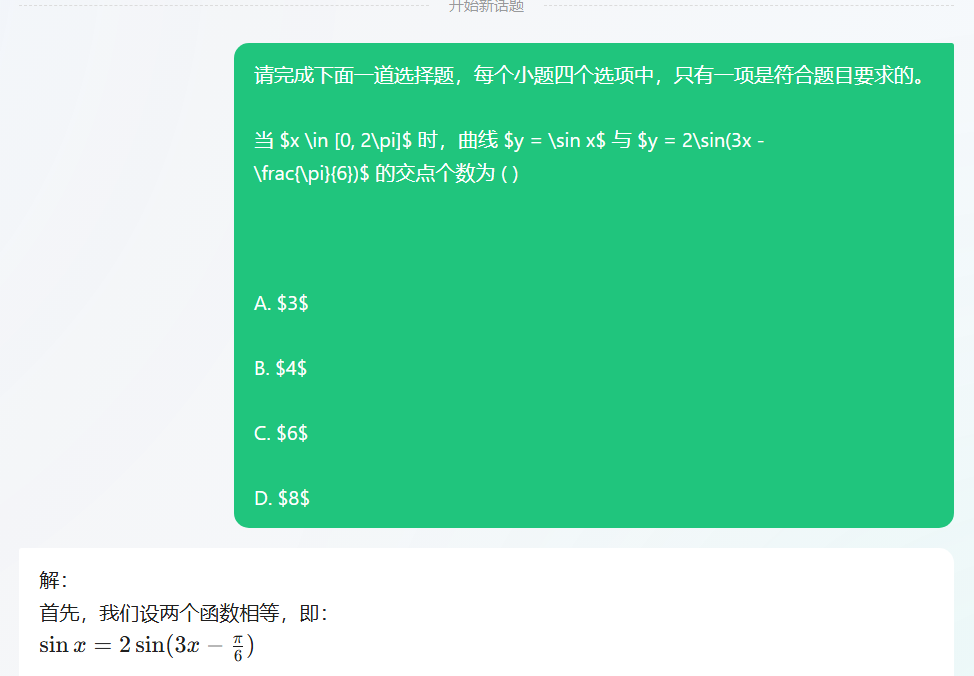 开始新话题
请完成下面一道选择题，每个小题四个选项中，只有一项是符合题目要求的。
当 $x \in [0, 2\pi]$ 时，曲线 $y = \sin x$ 与 $y = 2\sin(3x -
\frac{\pi}{6})$ 的交点个数为 ( )
A. $3$
B. $4$
C. $6$
D. $8$
解：
首先，我们设两个函数相等，即：
sin x = 2 sin(3x − π/6)